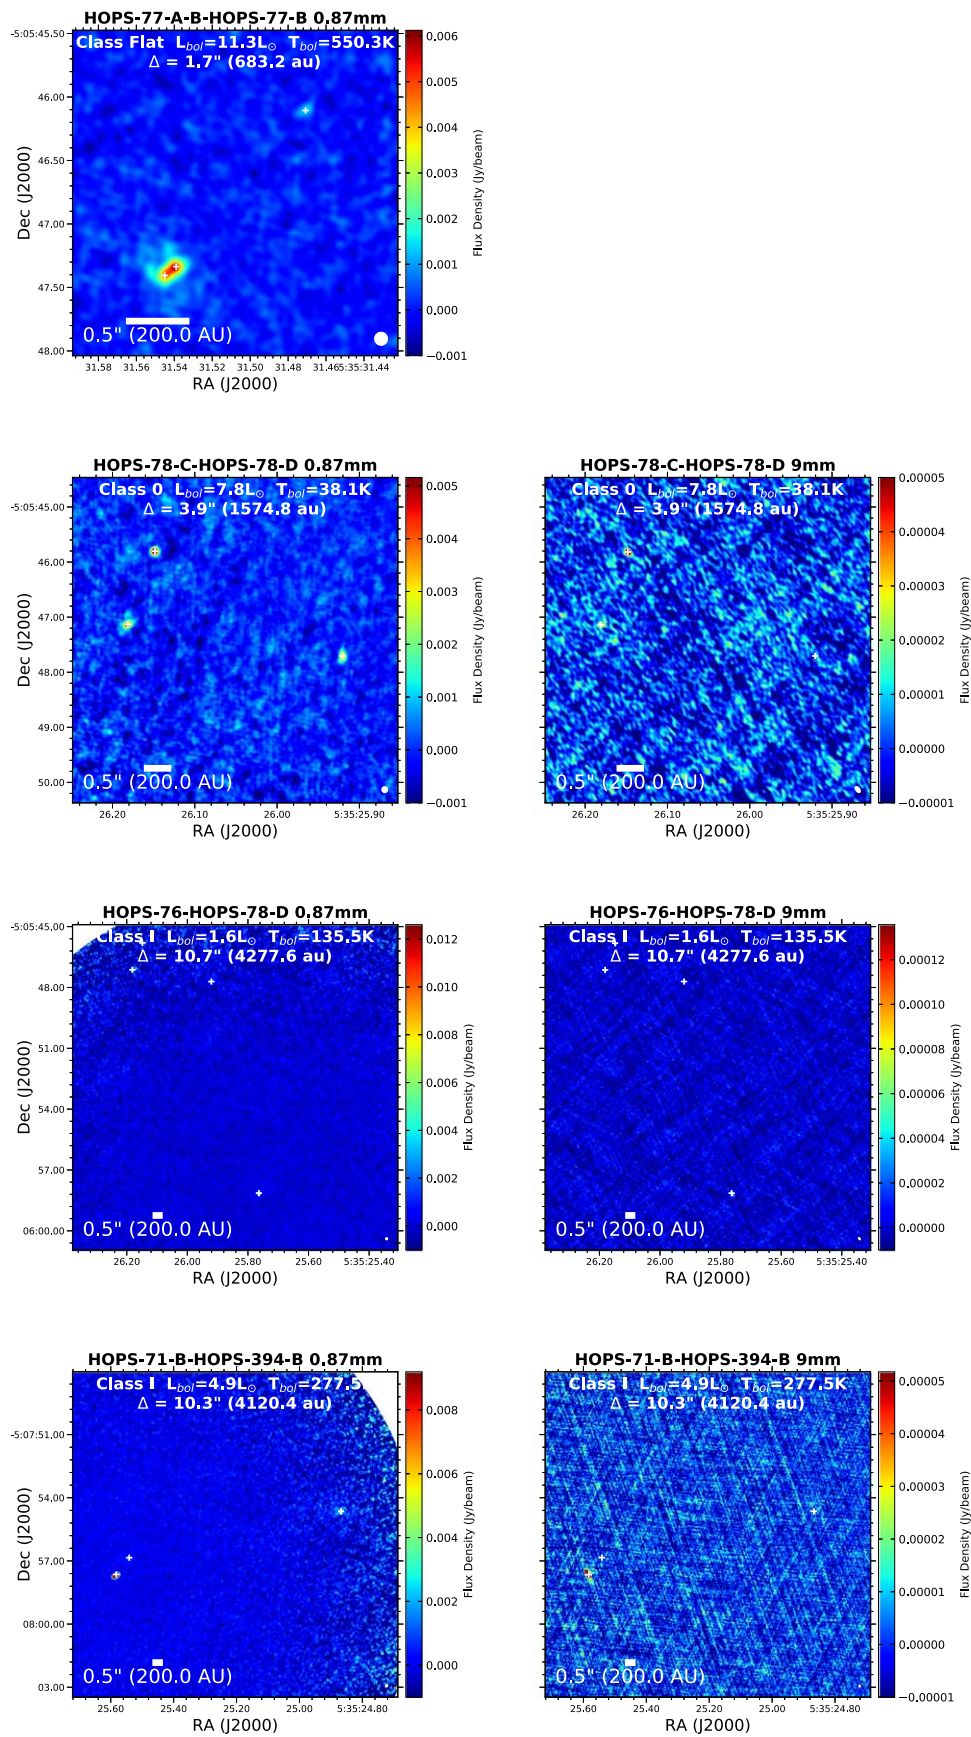 HOPS-77-A-B-HOPS-77-B 0.87mm
Class Flat L_bol=11.3L☉ T_bol=550.3K
Δ = 1.7" (683.2 au)
-5:05:45.50
46.00
46.50
47.00
47.50
48.00
Dec (J2000)
0.5" (200.0 AU)
31.58 31.56 31.54 31.52 31.50 31.48 31.46 5:35:31.44
RA (J2000)
0.006
0.005
0.004
0.003
0.002
0.001
0.000
−0.001
Flux Density (Jy/beam)
HOPS-78-C-HOPS-78-D 0.87mm
Class 0 L_bol=7.8L☉ T_bol=38.1K
Δ = 3.9" (1574.8 au)
-5:05:45.00
46.00
47.00
48.00
49.00
50.00
Dec (J2000)
0.5" (200.0 AU)
26.20 26.10 26.00 5:35:25.90
RA (J2000)
0.005
0.004
0.003
0.002
0.001
0.000
−0.001
Flux Density (Jy/beam)
HOPS-78-C-HOPS-78-D 9mm
Class 0 L_bol=7.8L☉ T_bol=38.1K
Δ = 3.9" (1574.8 au)
0.5" (200.0 AU)
26.20 26.10 26.00 5:35:25.90
RA (J2000)
0.00005
0.00004
0.00003
0.00002
0.00001
0.00000
−0.00001
Flux Density (Jy/beam)
HOPS-76-HOPS-78-D 0.87mm
Class I L_bol=1.6L☉ T_bol=135.5K
Δ = 10.7" (4277.6 au)
-5:05:45.00
48.00
51.00
54.00
57.00
06:00.00
Dec (J2000)
0.5" (200.0 AU)
26.20 26.00 25.80 25.60 5:35:25.40
RA (J2000)
0.012
0.010
0.008
0.006
0.004
0.002
0.000
Flux Density (Jy/beam)
HOPS-76-HOPS-78-D 9mm
Class I L_bol=1.6L☉ T_bol=135.5K
Δ = 10.7" (4277.6 au)
0.5" (200.0 AU)
26.20 26.00 25.80 25.60 5:35:25.40
RA (J2000)
0.00012
0.00010
0.00008
0.00006
0.00004
0.00002
0.00000
Flux Density (Jy/beam)
HOPS-71-B-HOPS-394-B 0.87mm
Class I L_bol=4.9L☉ T_bol=277.5
Δ = 10.3" (4120.4 au)
-5:07:51.00
54.00
57.00
08:00.00
03.00
Dec (J2000)
0.5" (200.0 AU)
25.60 25.40 25.20 25.00 5:35:24.80
RA (J2000)
0.008
0.006
0.004
0.002
0.000
Flux Density (Jy/beam)
HOPS-71-B-HOPS-394-B 9mm
Class I L_bol=4.9L☉ T_bol=277.5K
Δ = 10.3" (4120.4 au)
0.5" (200.0 AU)
25.60 25.40 25.20 25.00 5:35:24.80
RA (J2000)
0.00005
0.00004
0.00003
0.00002
0.00001
0.00000
−0.00001
Flux Density (Jy/beam)